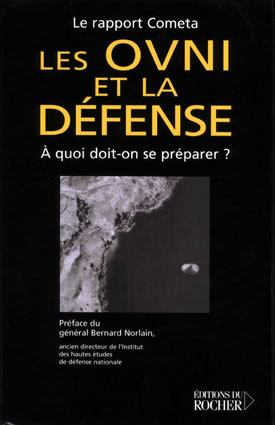 Le rapport Cometa
LES OVNI
ET LA
DÉFENSE
À quoi doit-on se préparer ?
Préface du
général Bernard Norlain,
ancien directeur de l'Institut
des hautes études
de défense nationale
ÉDITIONS DU
ROCHER